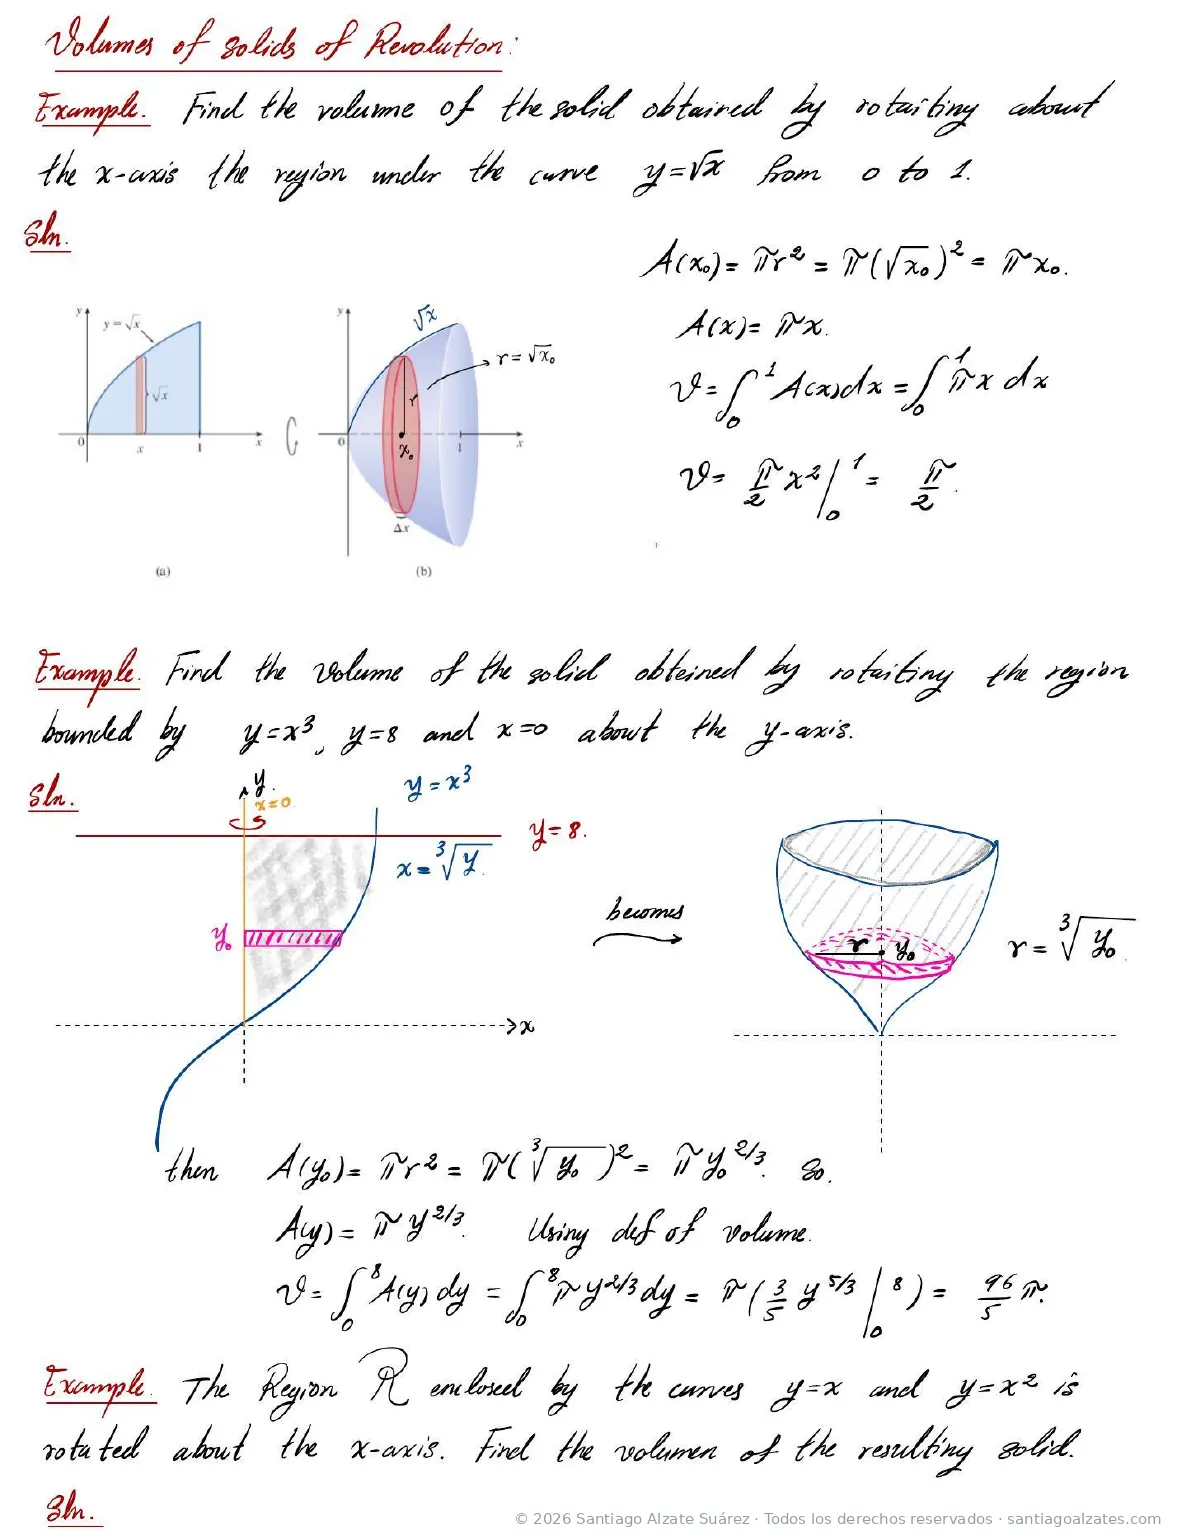 Volumes of solids of Revolution:
Example. Find the volume of the solid obtained by rotaiting about
the x-axis the region under the curve y=√x from 0 to 1.
Sln.
A(x₀)= πr² = π(√x₀)² = πx₀.
A(x)= πx.
V=∫₀¹ A(x)dx = ∫₀¹ πx dx
V= π/2 x² |₀¹ = π/2.
y
y = √x
√x
0
x
1
x
(a)
y
√x
r = √x₀
r
x₀
0
1
x
Δx
(b)
Example. Find the volume of the solid obteined by rotaiting the region
bounded by y=x³, y=8 and x=0 about the y-axis.
Sln.
y.
x=0
y=x³
y=8.
x=∛y.
y₀
x
becomes
r
y₀
r=∛y₀.
then A(y₀)= πr² = π(∛y₀)² = πy₀^2/3. So.
A(y)= πy^2/3. Using def of volume.
V=∫₀⁸ A(y)dy = ∫₀⁸ πy^2/3 dy = π(3/5 y^5/3 |₀⁸) = 96/5 π.
Example. The Region R enclosed by the curves y=x and y=x² is
rotated about the x-axis. Find the volumen of the resulting solid.
Sln.
© 2026 Santiago Alzate Suárez · Todos los derechos reservados · santiagoalzates.com